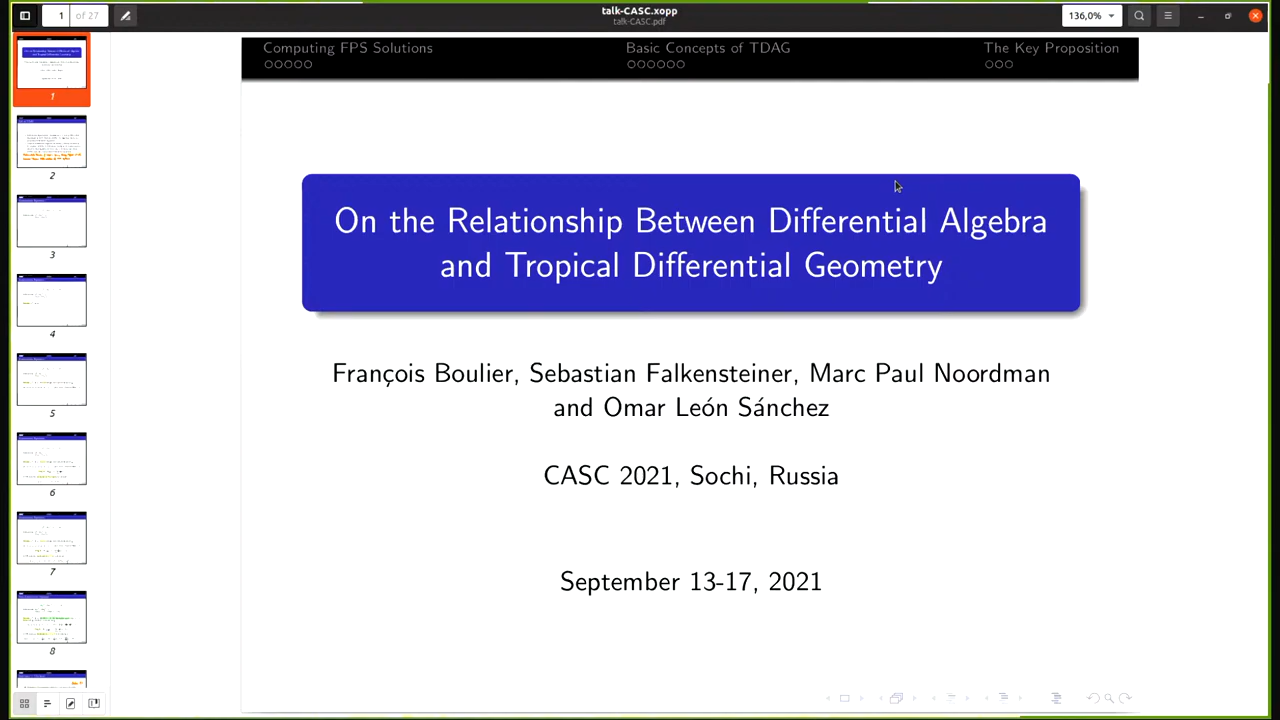 talk-CASC.xopp
talk-CASC.pdf
1 of 27
136,0%
Computing FPS Solutions
Basic Concepts of TDAG
The Key Proposition
On the Relationship Between Differential Algebra
and Tropical Differential Geometry
François Boulier, Sebastian Falkensteiner, Marc Paul Noordman
and Omar León Sánchez
CASC 2021, Sochi, Russia
September 13-17, 2021
1
2
3
4
5
6
7
8